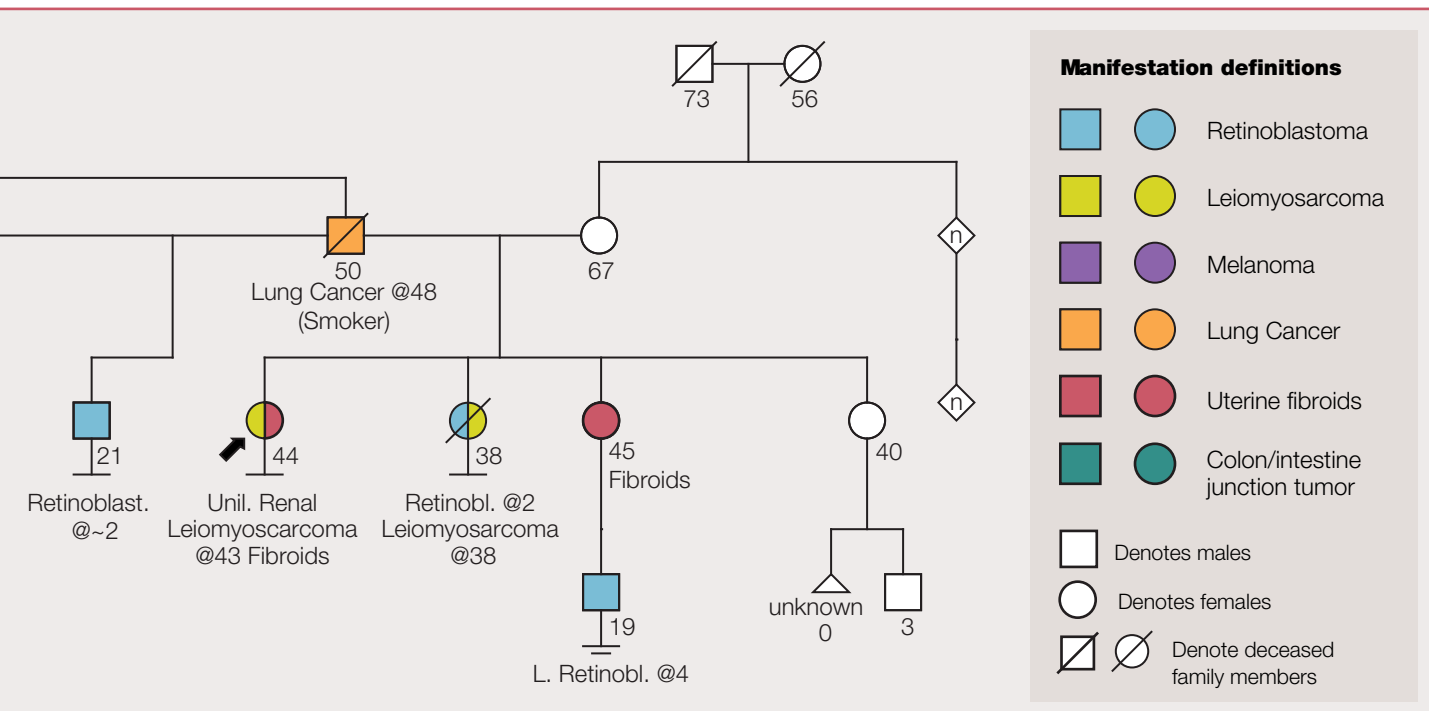 73
56
n
50
Lung Cancer @48
(Smoker)
67
n
21
Retinoblast.
@~2
44
Unil. Renal
Leiomyoscarcoma
@43 Fibroids
38
Retinobl. @2
Leiomyosarcoma
@38
45
Fibroids
40
19
L. Retinobl. @4
unknown
0
3
Manifestation definitions
Retinoblastoma
Leiomyosarcoma
Melanoma
Lung Cancer
Uterine fibroids
Colon/intestine
junction tumor
Denotes males
Denotes females
Denote deceased
family members